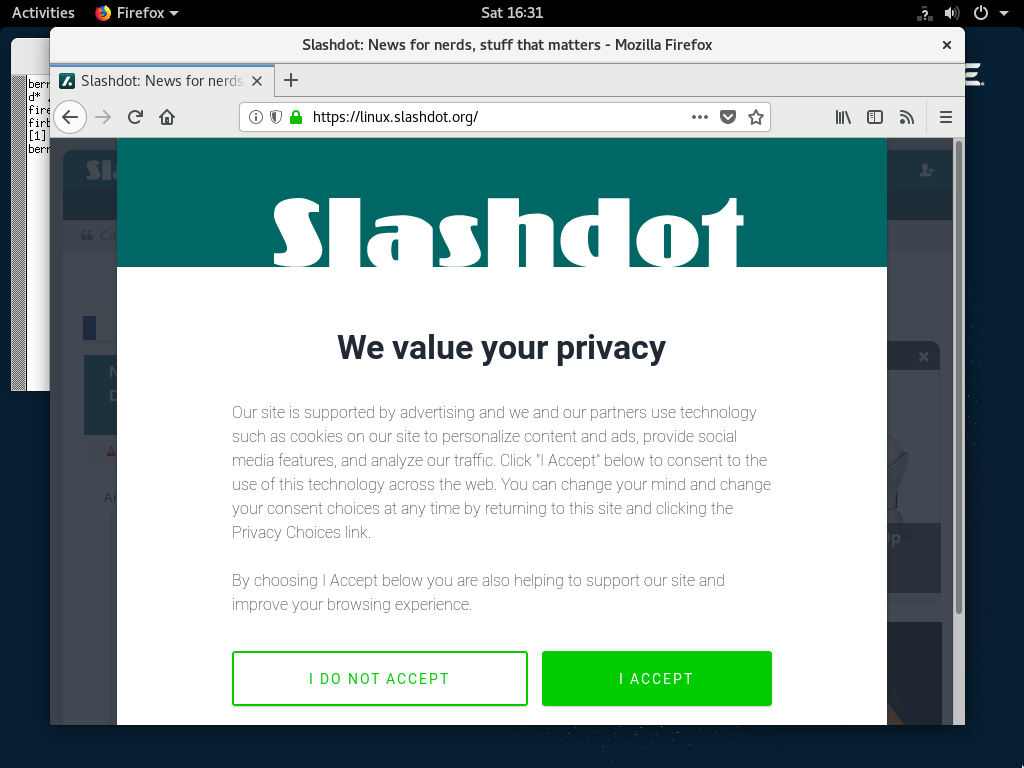 Activities
Firefox
Sat 16:31
?
Slashdot: News for nerds, stuff that matters - Mozilla Firefox
Slashdot: News for nerds
https://linux.slashdot.org/
d*
fire
[1]
Slashdot
We value your privacy
Our site is supported by advertising and we and our partners use technology
such as cookies on our site to personalize content and ads, provide social
media features, and analyze our traffic. Click "I Accept" below to consent to the
use of this technology across the web. You can change your mind and change
your consent choices at any time by returning to this site and clicking the
Privacy Choices link.
By choosing I Accept below you are also helping to support our site and
improve your browsing experience.
I DO NOT ACCEPT
I ACCEPT